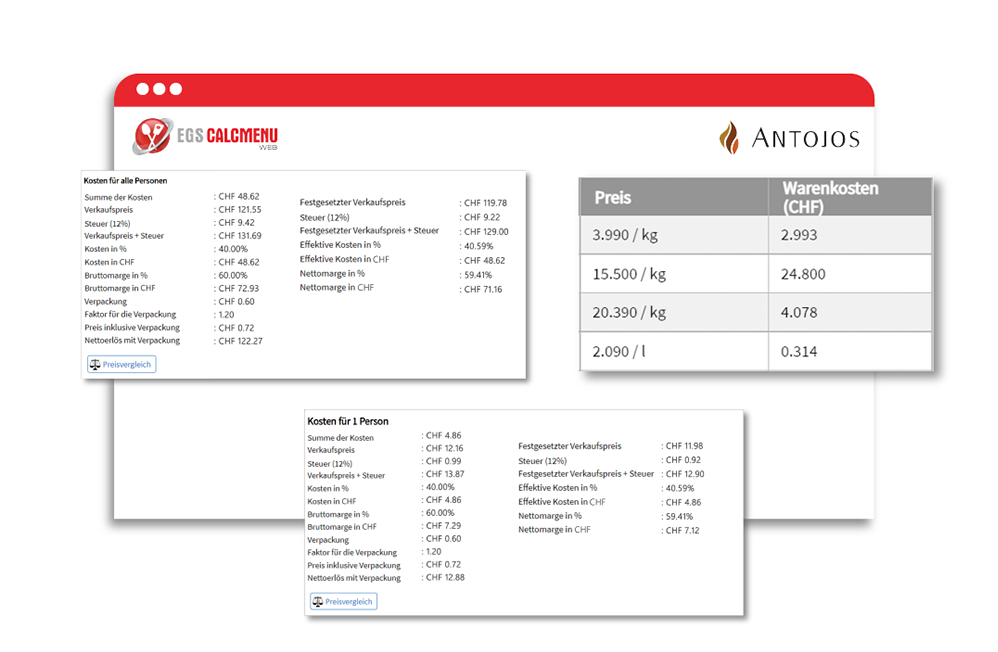 EGS CALCMENU
WEB
ANTOJOS
Kosten für alle Personen
Summe der Kosten : CHF 48.62
Verkaufspreis : CHF 121.55
Steuer (12%) : CHF 9.42
Verkaufspreis + Steuer : CHF 131.69
Kosten in % : 40.00%
Kosten in CHF : CHF 48.62
Bruttomarge in % : 60.00%
Bruttomarge in CHF : CHF 72.93
Verpackung : CHF 0.60
Faktor für die Verpackung : 1.20
Preis inklusive Verpackung : CHF 0.72
Nettoerlös mit Verpackung : CHF 122.27
Preisvergleich
Festgesetzter Verkaufspreis : CHF 119.78
Steuer (12%) : CHF 9.22
Festgesetzter Verkaufspreis + Steuer : CHF 129.00
Effektive Kosten in % : 40.59%
Effektive Kosten in CHF : CHF 48.62
Nettomarge in % : 59.41%
Nettomarge in CHF : CHF 71.16
Preis Warenkosten
(CHF)
3.990 / kg 2.993
15.500 / kg 24.800
20.390 / kg 4.078
2.090 / l 0.314
Kosten für 1 Person
Summe der Kosten : CHF 4.86
Verkaufspreis : CHF 12.16
Steuer (12%) : CHF 0.99
Verkaufspreis + Steuer : CHF 13.87
Kosten in % : 40.00%
Kosten in CHF : CHF 4.86
Bruttomarge in % : 60.00%
Bruttomarge in CHF : CHF 7.29
Verpackung : CHF 0.60
Faktor für die Verpackung : 1.20
Preis inklusive Verpackung : CHF 0.72
Nettoerlös mit Verpackung : CHF 12.88
Preisvergleich
Festgesetzter Verkaufspreis : CHF 11.98
Steuer (12%) : CHF 0.92
Festgesetzter Verkaufspreis + Steuer : CHF 12.90
Effektive Kosten in % : 40.59%
Effektive Kosten in CHF : CHF 4.86
Nettomarge in % : 59.41%
Nettomarge in CHF : CHF 7.12